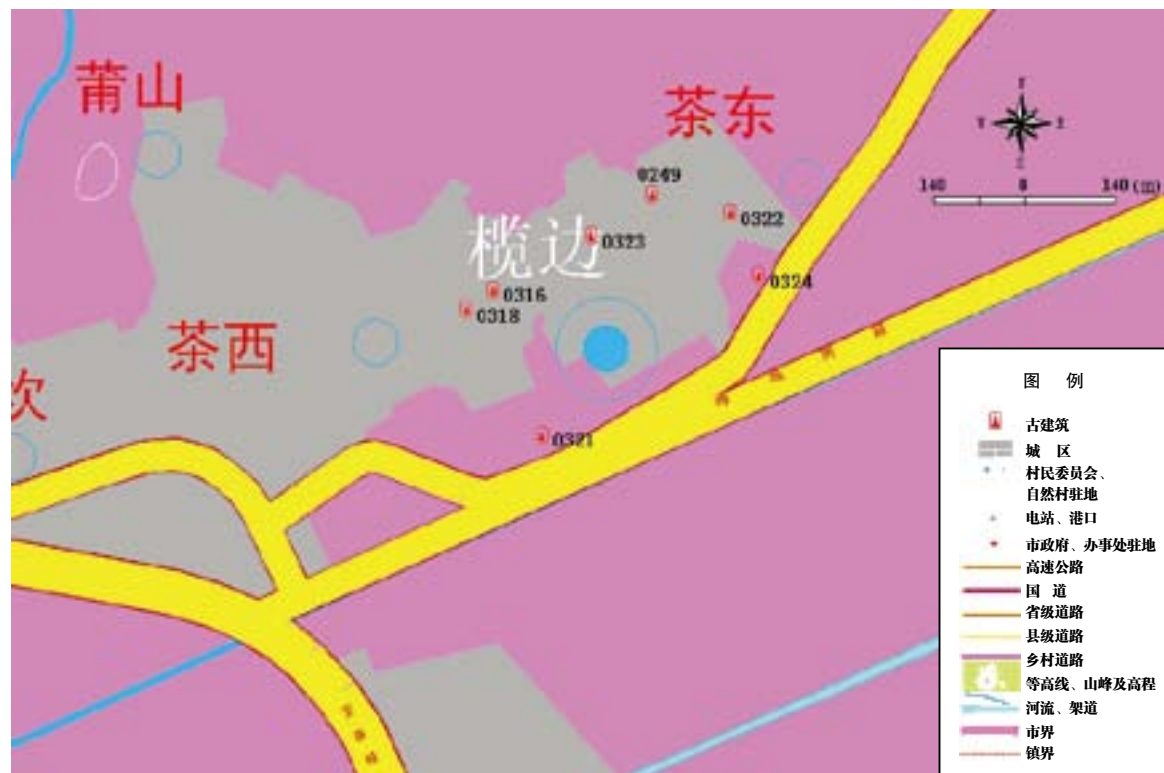 莆山
茶东
0249
0322
榄边
0323
0324
0316
0318
茶西
0321
140 0 140 (m)
图 例
古建筑
城 区
村民委员会、
自然村驻地
电站、港口
市政府、办事处驻地
高速公路
国 道
省级道路
县级道路
乡村道路
等高线、山峰及高程
河流、架道
市界
镇界